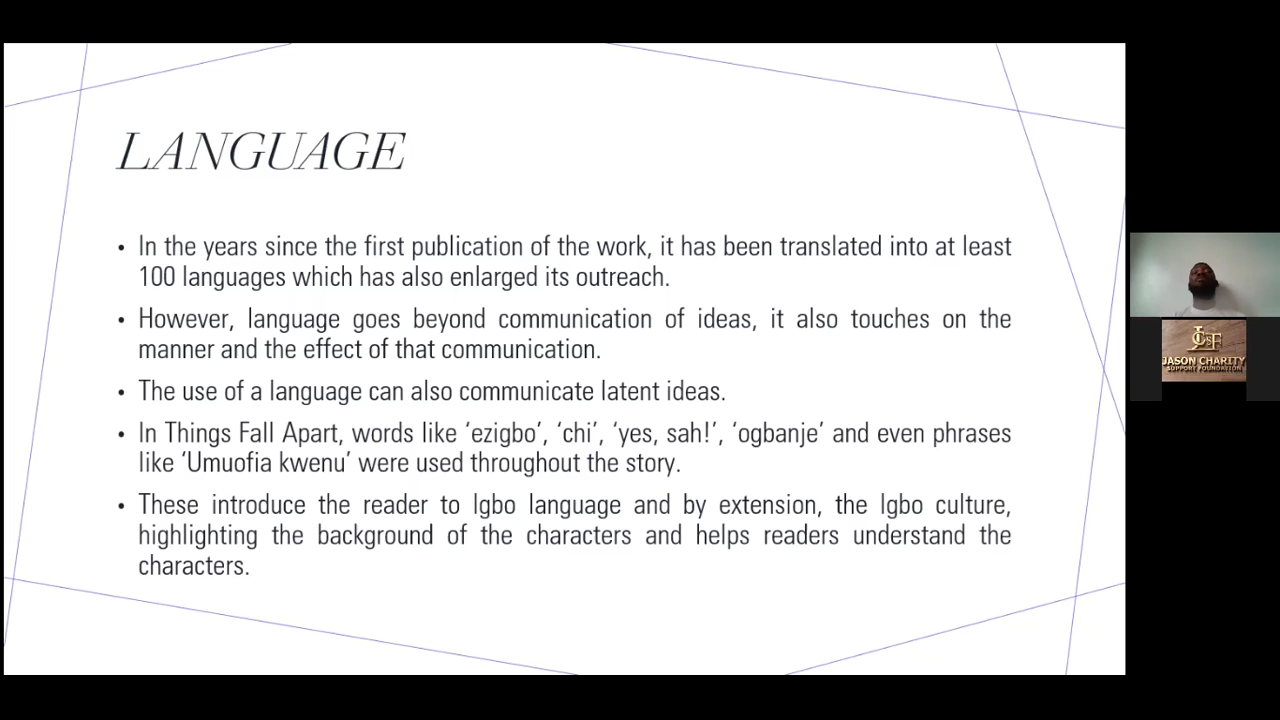 LANGUAGE
• In the years since the first publication of the work, it has been translated into at least
100 languages which has also enlarged its outreach.
• However, language goes beyond communication of ideas, it also touches on the
manner and the effect of that communication.
• The use of a language can also communicate latent ideas.
• In Things Fall Apart, words like ‘ezigbo’, ‘chi’, ‘yes, sah!’, ‘ogbanje’ and even phrases
like ‘Umuofia kwenu’ were used throughout the story.
• These introduce the reader to Igbo language and by extension, the Igbo culture,
highlighting the background of the characters and helps readers understand the
characters.
JCSF
JASON CHARITY
SUPPORT FOUNDATION